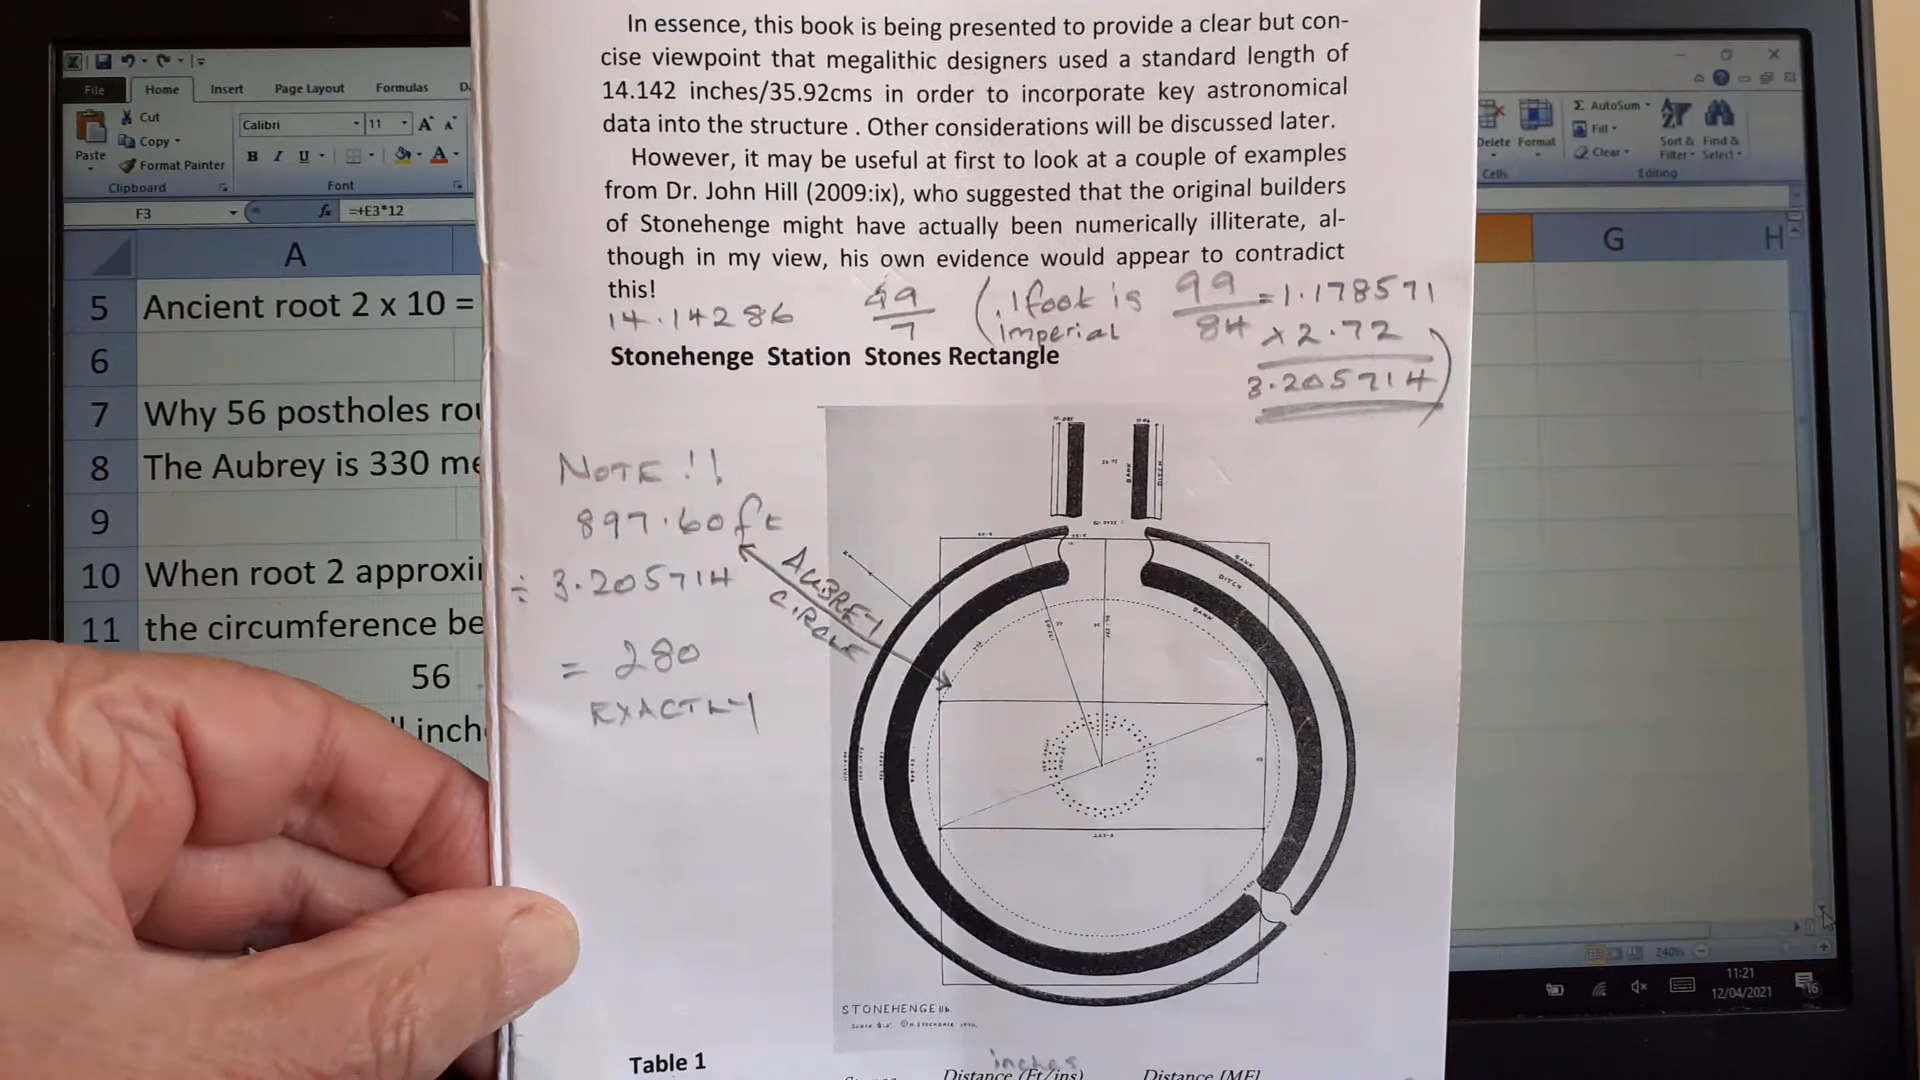 In essence, this book is being presented to provide a clear but con-
cise viewpoint that megalithic designers used a standard length of
14.142 inches/35.92cms in order to incorporate key astronomical
data into the structure . Other considerations will be discussed later.
However, it may be useful at first to look at a couple of examples
from Dr. John Hill (2009:ix), who suggested that the original builders
of Stonehenge might have actually been numerically illiterate, al-
though in my view, his own evidence would appear to contradict
this!
14.14286
7
(.1 foot is
imperial
99
84
=1.178571
x 2.72
3.205714)
Stonehenge Station Stones Rectangle
NOTE!!
897.60ft
÷ 3.205714
= 280
EXACTLY
AUBREY
CIRCLE
BANK
DITCH
BANK
DITCH
BANK
STONEHENGE IIb.
Table 1
inches
Distance (Ft/ins)
Distance [MF]
File
Home
Insert
Page Layout
Formulas
Cut
Copy
Format Painter
Paste
Clipboard
Calibri
11
B I U
Font
F3
fx =+E3*12
A
5 Ancient root 2 x 10 =
6
7 Why 56 postholes rou
8 The Aubrey is 330 me
9
10 When root 2 approxi
11 the circumference be
56
inch
Σ AutoSum
Fill
Clear
Sort & Filter
Find & Select
Delete
Format
Cells
Editing
G
H
240%
11:21
12/04/2021
16